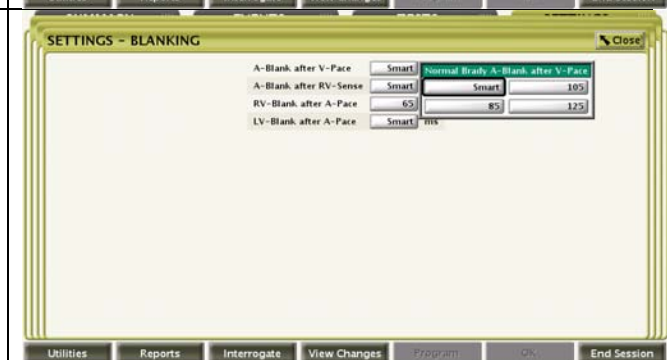 SETTINGS - BLANKING
Close
A-Blank after V-Pace Smart
A-Blank after RV-Sense Smart
RV-Blank after A-Pace 65
LV-Blank after A-Pace Smart ms
Normal Brady A-Blank after V-Pace
Smart 105
85 125
Utilities Reports Interrogate View Changes Program OK End Session